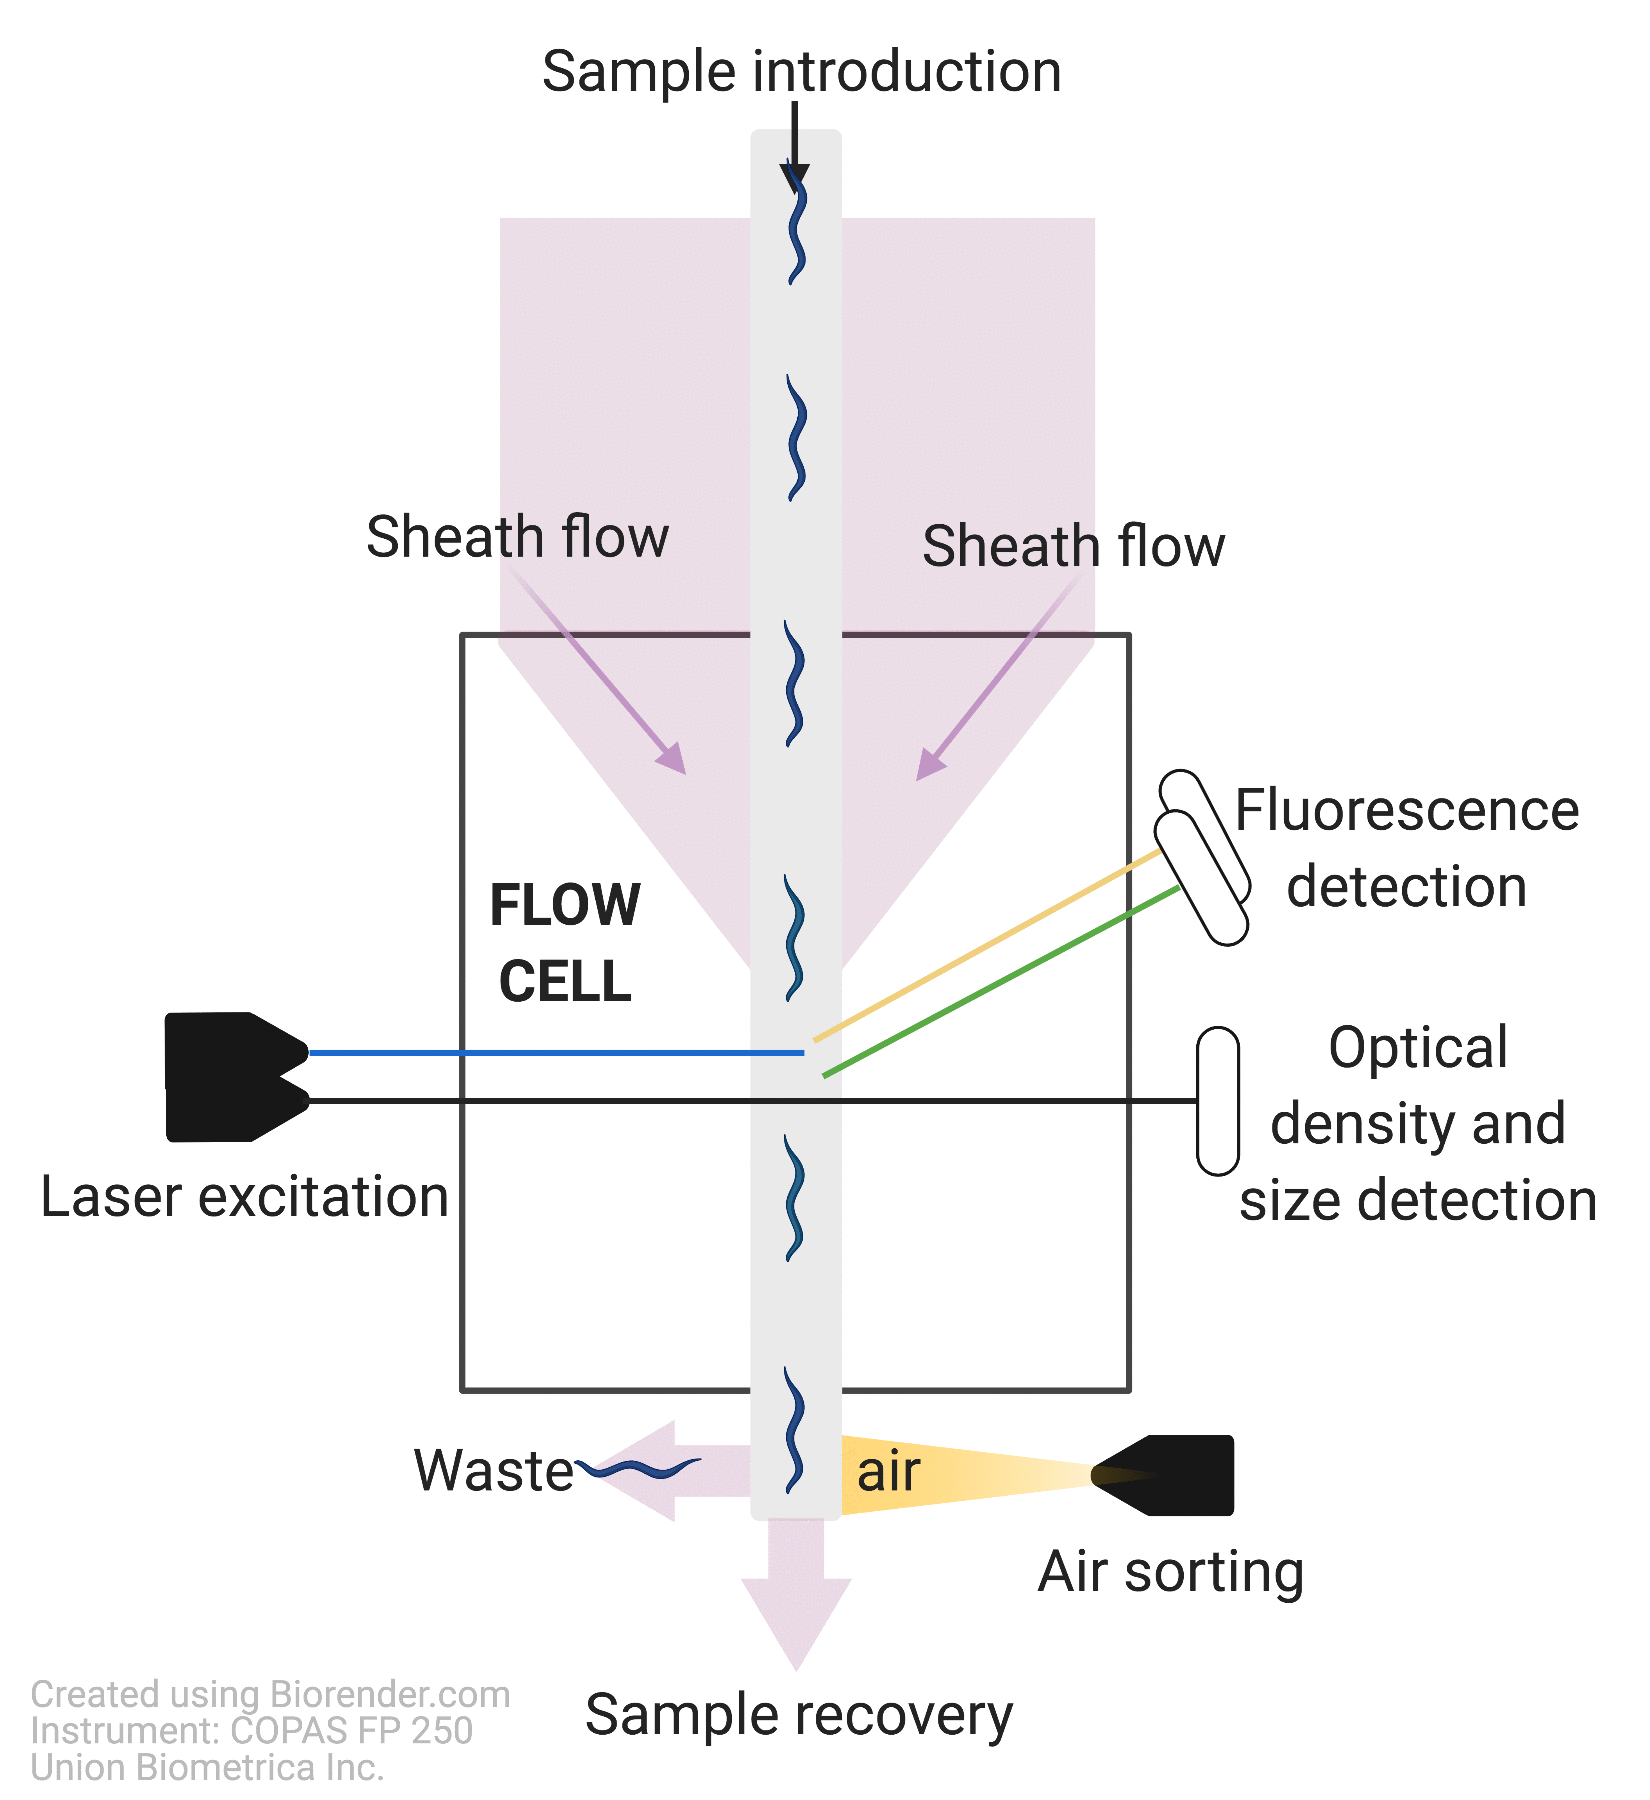 Sample introduction
Sheath flow
Sheath flow
Fluorescence
detection
FLOW
CELL
Optical
density and
size detection
Laser excitation
Waste
air
Air sorting
Sample recovery
Created using Biorender.com
Instrument: COPAS FP 250
Union Biometrica Inc.